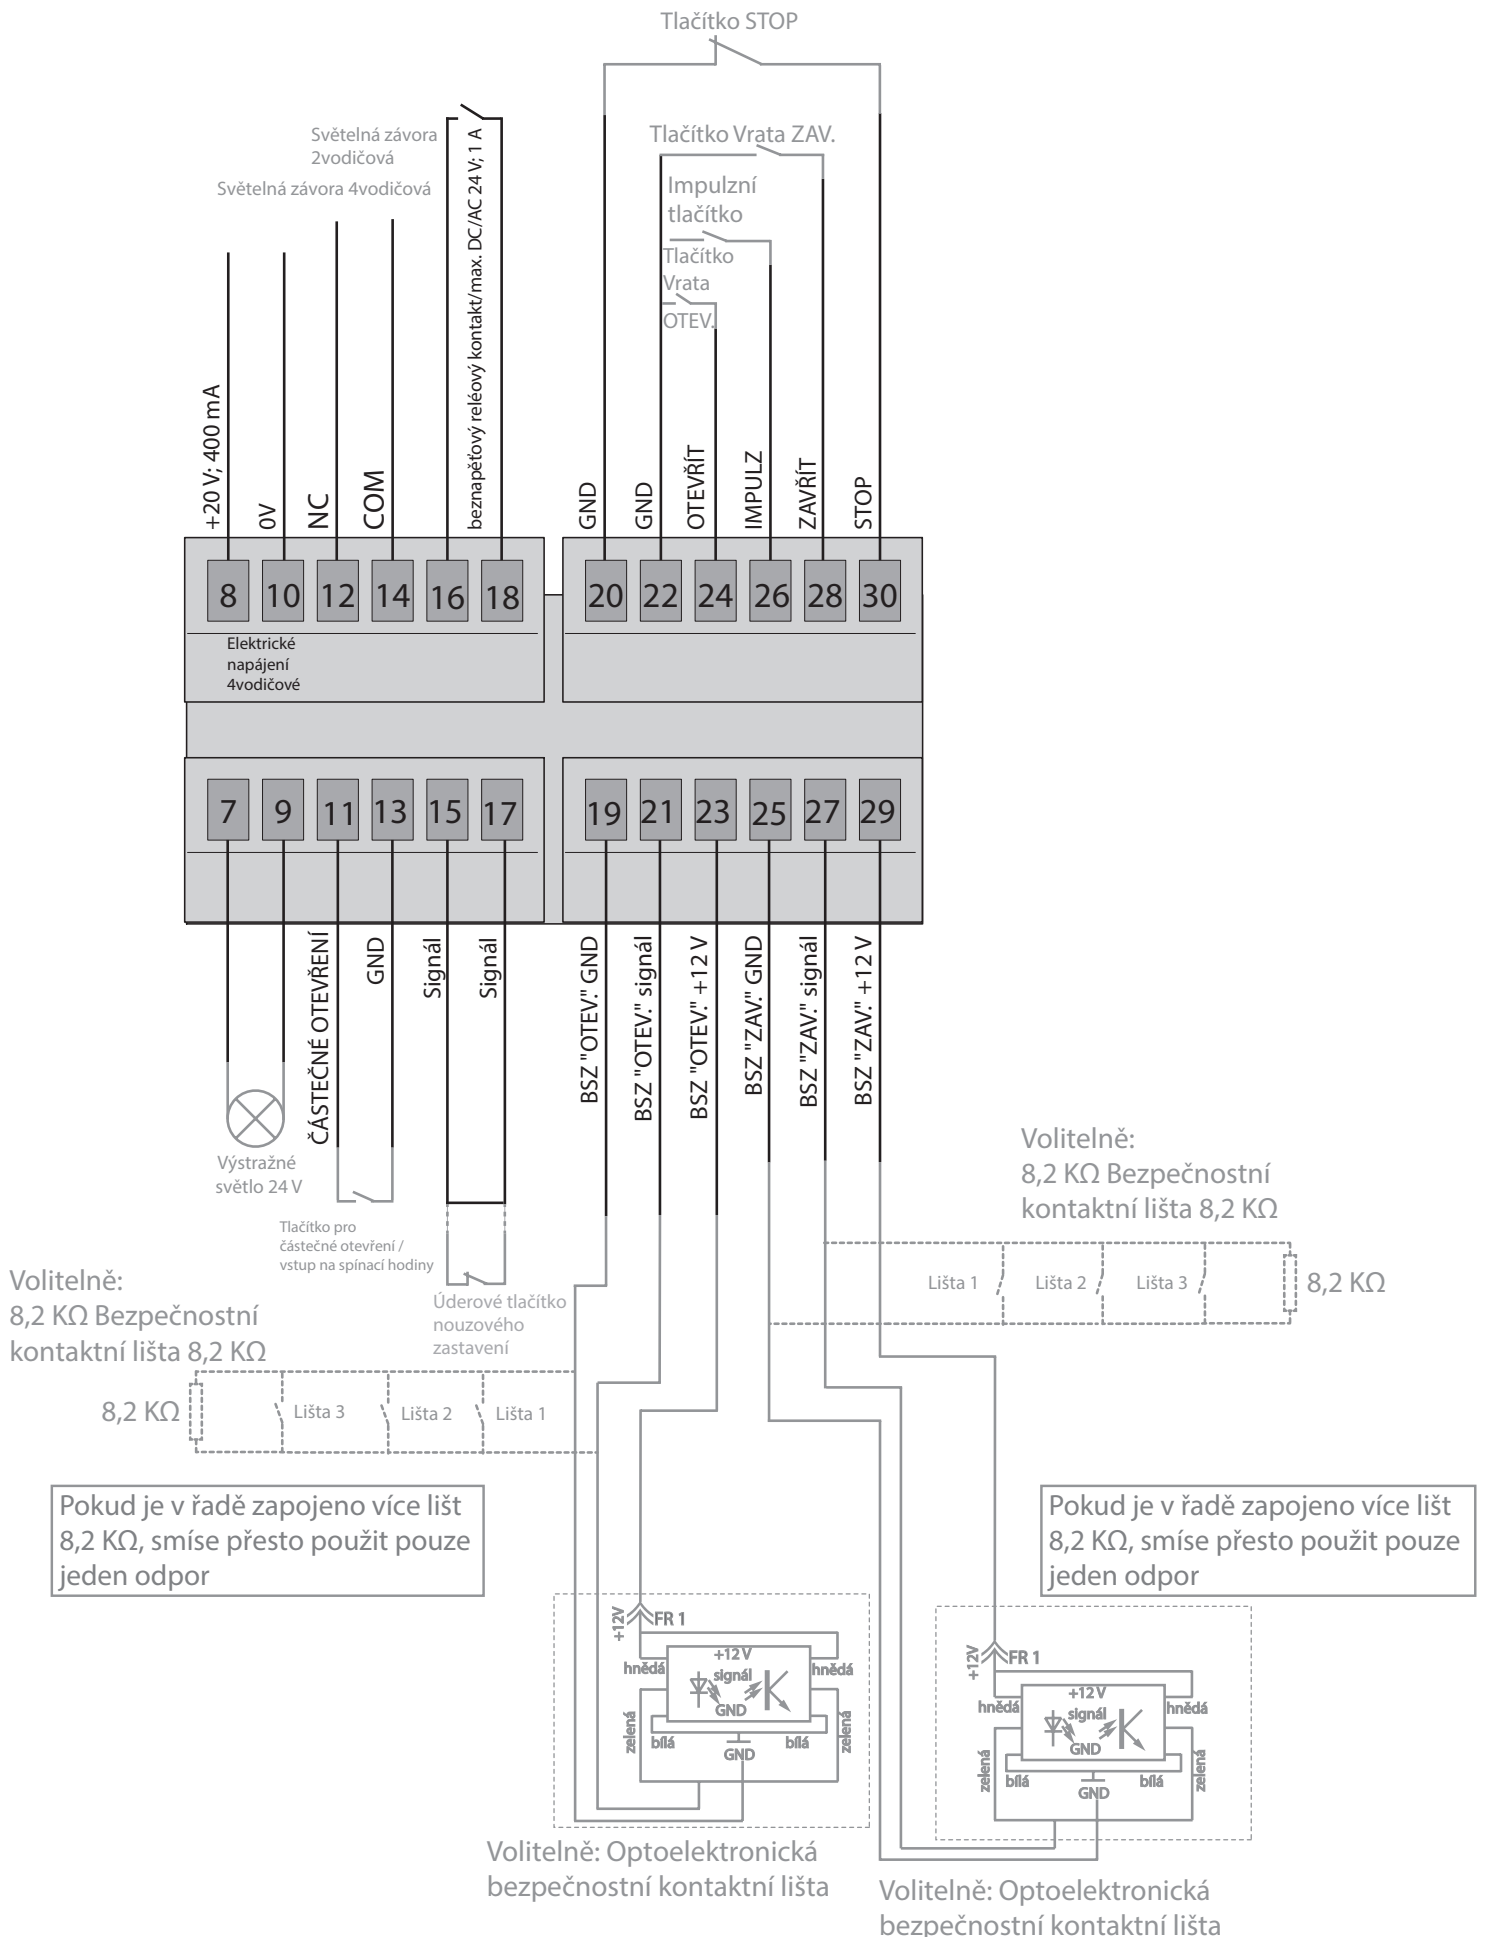 Tlačítko STOP
Světelná závora
2vodičová
Světelná závora 4vodičová
Tlačítko Vrata ZAV.
Impulzní
tlačítko
Tlačítko
Vrata
OTEV.
+20 V; 400 mA
0V
NC
COM
beznapěťový reléový kontakt/max. DC/AC 24 V; 1 A
GND
GND
OTEVŘÍT
IMPULZ
ZAVŘÍT
STOP
8 10 12 14 16 18 20 22 24 26 28 30
Elektrické
napájení
4vodičové
7 9 11 13 15 17 19 21 23 25 27 29
ČÁSTEČNÉ OTEVŘENÍ
GND
Signál
Signál
BSZ "OTEV." GND
BSZ "OTEV." signál
BSZ "OTEV." +12 V
BSZ "ZAV." GND
BSZ "ZAV." signál
BSZ "ZAV." +12 V
Výstražné
světlo 24 V
Tlačítko pro
částečné otevření /
vstup na spínací hodiny
Úderové tlačítko
nouzového
zastavení
Volitelně:
8,2 KΩ Bezpečnostní
kontaktní lišta 8,2 KΩ
Lišta 1 Lišta 2 Lišta 3 8,2 KΩ
Volitelně:
8,2 KΩ Bezpečnostní
kontaktní lišta 8,2 KΩ
8,2 KΩ Lišta 3 Lišta 2 Lišta 1
Pokud je v řadě zapojeno více lišt
8,2 KΩ, smíse přesto použit pouze
jeden odpor
Pokud je v řadě zapojeno více lišt
8,2 KΩ, smíse přesto použit pouze
jeden odpor
+12V
FR 1
+12 V
hnědá signál hnědá
GND
zelená bílá GND bílá zelená
Volitelně: Optoelektronická
bezpečnostní kontaktní lišta
+12V
FR 1
+12 V
hnědá signál hnědá
GND
zelená bílá GND bílá zelená
Volitelně: Optoelektronická
bezpečnostní kontaktní lišta